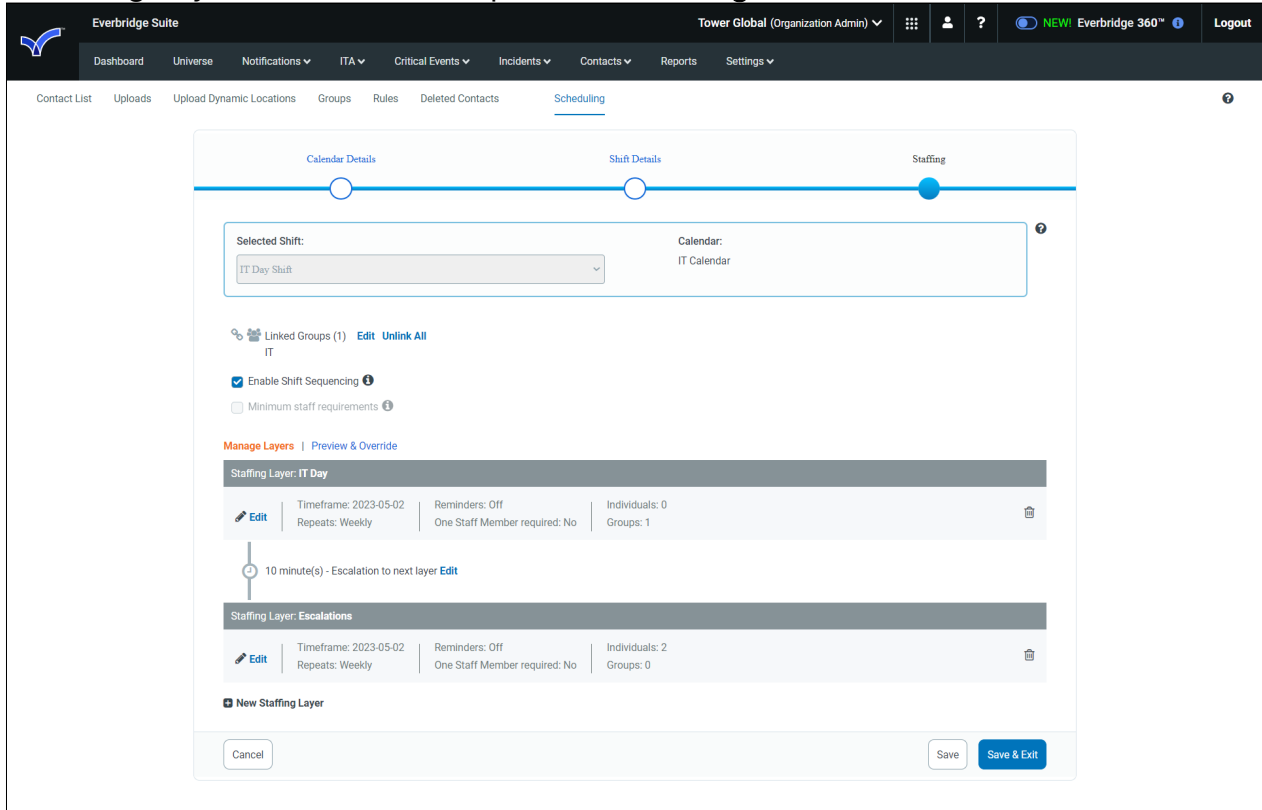 Everbridge Suite
Tower Global (Organization Admin)
?
NEW! Everbridge 360™
Logout
Dashboard
Universe
Notifications
ITA
Critical Events
Incidents
Contacts
Reports
Settings
Contact List
Uploads
Upload Dynamic Locations
Groups
Rules
Deleted Contacts
Scheduling
Calendar Details
Shift Details
Staffing
Selected Shift:
IT Day Shift
Calendar:
IT Calendar
Linked Groups (1) Edit Unlink All
IT
Enable Shift Sequencing
Minimum staff requirements
Manage Layers | Preview & Override
Staffing Layer: IT Day
Edit
Timeframe: 2023-05-02
Repeats: Weekly
Reminders: Off
One Staff Member required: No
Individuals: 0
Groups: 1
10 minute(s) - Escalation to next layer Edit
Staffing Layer: Escalations
Edit
Timeframe: 2023-05-02
Repeats: Weekly
Reminders: Off
One Staff Member required: No
Individuals: 2
Groups: 0
New Staffing Layer
Cancel
Save
Save & Exit